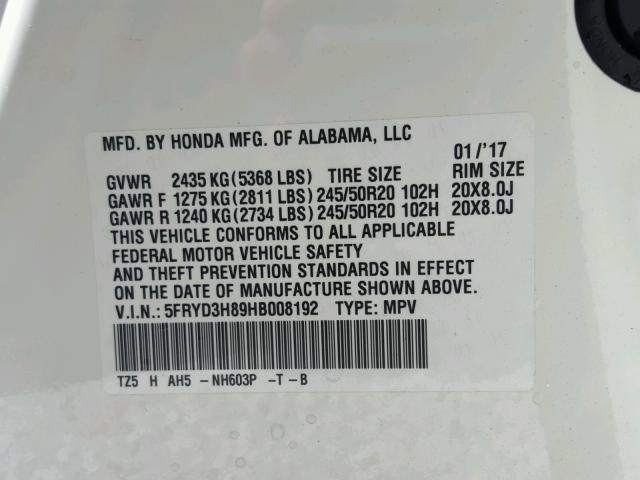 MFD. BY HONDA MFG. OF ALABAMA, LLC
01/'17
GVWR 2435 KG(5368 LBS) TIRE SIZE RIM SIZE
GAWR F 1275 KG(2811 LBS) 245/50R20 102H 20X8.0J
GAWR R 1240 KG(2734 LBS) 245/50R20 102H 20X8.0J
THIS VEHICLE CONFORMS TO ALL APPLICABLE
FEDERAL MOTOR VEHICLE SAFETY
AND THEFT PREVENTION STANDARDS IN EFFECT
ON THE DATE OF MANUFACTURE SHOWN ABOVE.
V.I.N.: 5FRYD3H89HB008192 TYPE: MPV
TZ5 H AH5 -NH603P -T-B